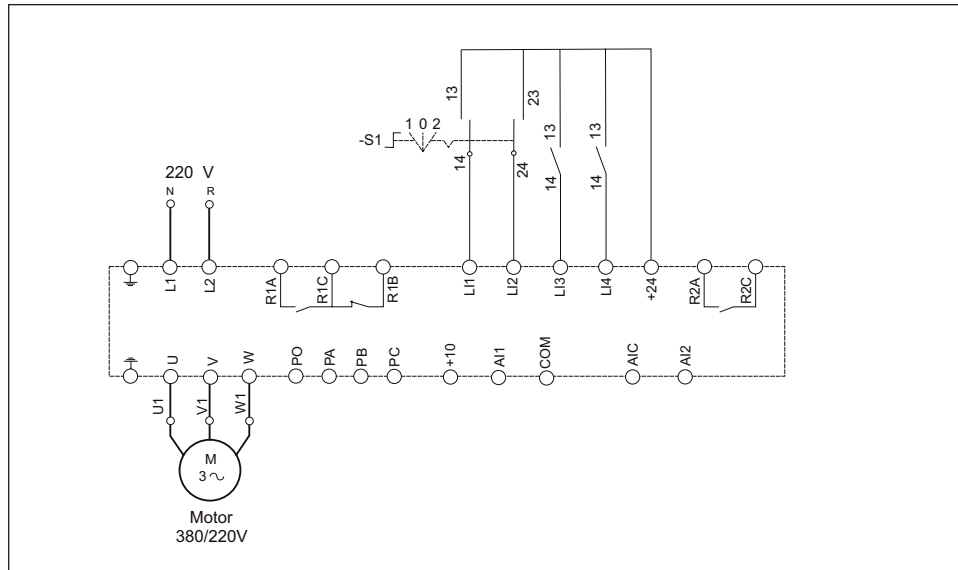 13
23
1 0 2
-S1
13
13
14
24
14
14
220 V
N
R
L1
L2
R1A
R1C
R1B
LI1
LI2
LI3
LI4
+24
R2A
R2C
U
V
W
PO
PA
PB
PC
+10
AI1
COM
AIC
AI2
U1
V1
W1
M
3
Motor
380/220V